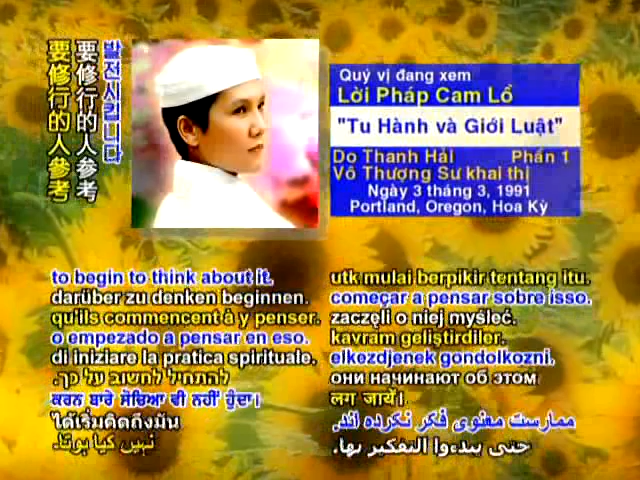 要修行的人參考
要修行的人参考
발전시킵니다
Quý vị đang xem
Lời Pháp Cam Lồ
"Tu Hành và Giới Luật"
Do Thanh Hải Phần 1
Vô Thượng Sư khai thị
Ngày 3 tháng 3, 1991
Portland, Oregon, Hoa Kỳ
to begin to think about it.
darüber zu denken beginnen.
qu'ils commencent à y penser.
o empezado a pensar en eso.
di iniziare la pratica spirituale.
להתחיל לחשוב על כך.
ਕਰਨ ਬਾਰੇ ਸੋਚਿਆ ਵੀ ਨਹੀਂ ਹੁੰਦਾ।
ได้เริ่มคิดถึงมัน
نہیں کیا ہوتا.
utk mulai berpikir tentang itu.
começar a pensar sobre isso.
zaczęli o niej myśleć.
kavram geliştirdiler.
elkezdjenek gondolkozni.
они начинают об этом
लग जायें।
ممارست معنوی فکر نکرده اند.
حتى يبدءوا التفكير بها.